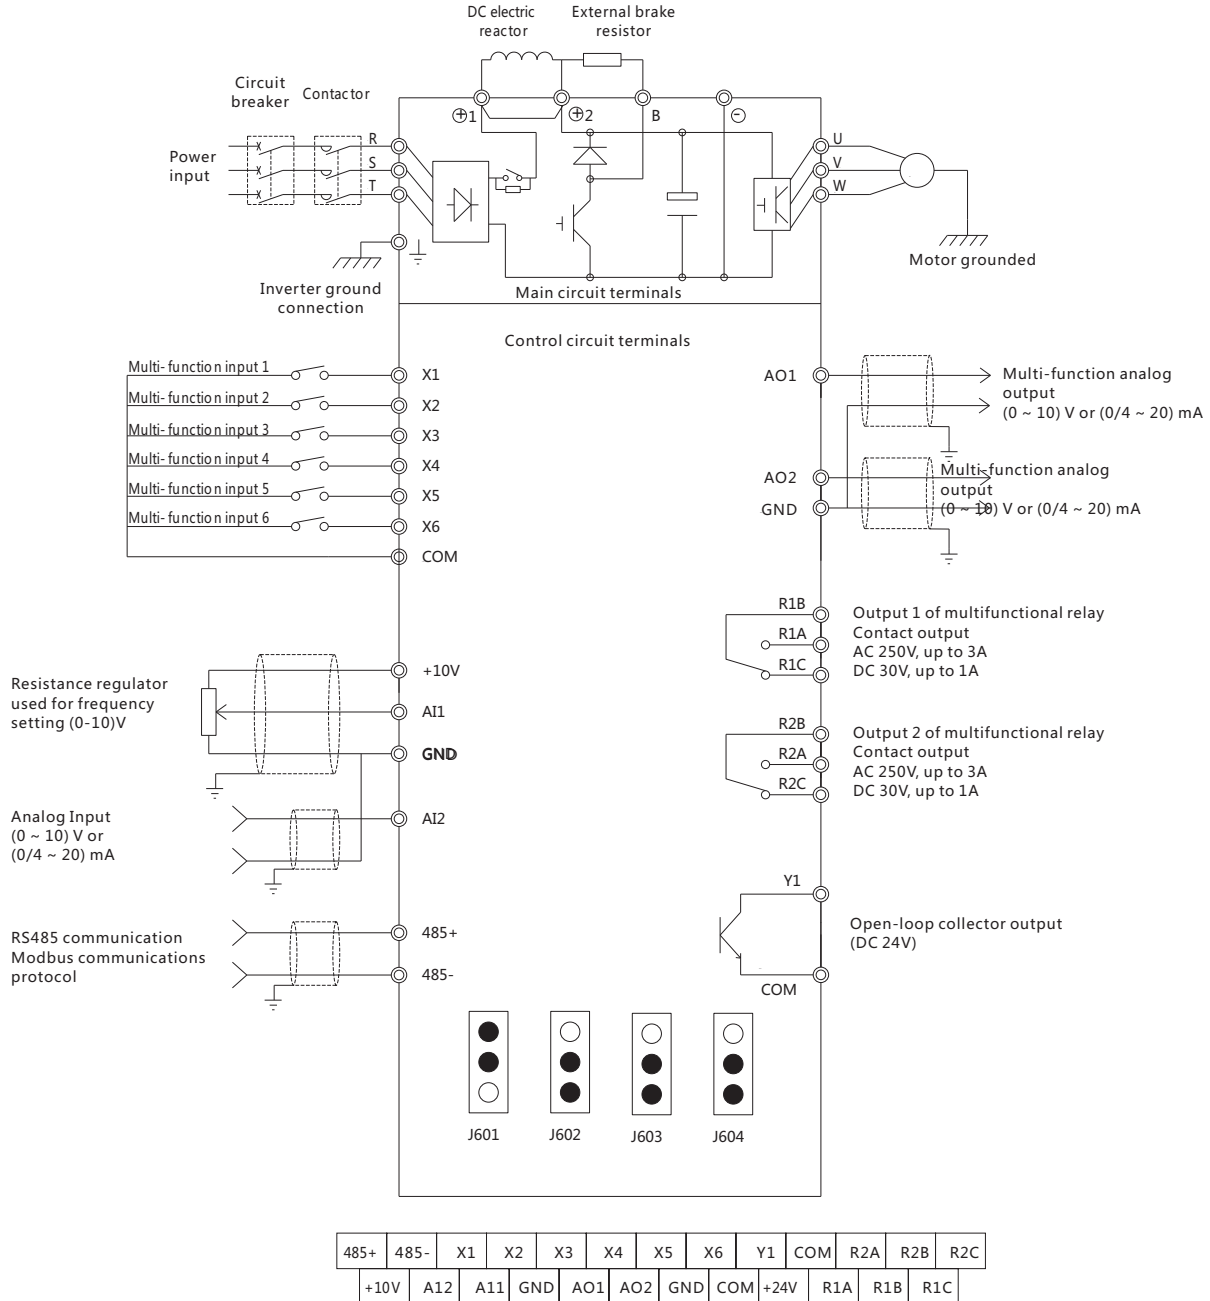 DC electric
reactor
External brake
resistor
Circuit
breaker
Contactor
⊕1
⊕2
B
⊖
Power
input
R
S
T
U
V
W
Motor grounded
Inverter ground
connection
Main circuit terminals
Control circuit terminals
Multi-function input 1
X1
Multi-function input 2
X2
Multi-function input 3
X3
Multi-function input 4
X4
Multi-function input 5
X5
Multi-function input 6
X6
COM
AO1
Multi-function analog
output
(0 ~ 10) V or (0/4 ~ 20) mA
AO2
GND
Multi-function analog
output
(0 ~ 10) V or (0/4 ~ 20) mA
R1B
R1A
R1C
Output 1 of multifunctional relay
Contact output
AC 250V, up to 3A
DC 30V, up to 1A
Resistance regulator
used for frequency
setting (0-10)V
+10V
AI1
GND
R2B
R2A
R2C
Output 2 of multifunctional relay
Contact output
AC 250V, up to 3A
DC 30V, up to 1A
Analog Input
(0 ~ 10) V or
(0/4 ~ 20) mA
AI2
Y1
Open-loop collector output
(DC 24V)
COM
RS485 communication
Modbus communications
protocol
485+
485-
J601
J602
J603
J604
485+ 485- X1 X2 X3 X4 X5 X6 Y1 COM R2A R2B R2C
+10V A12 A11 GND AO1 AO2 GND COM +24V R1A R1B R1C